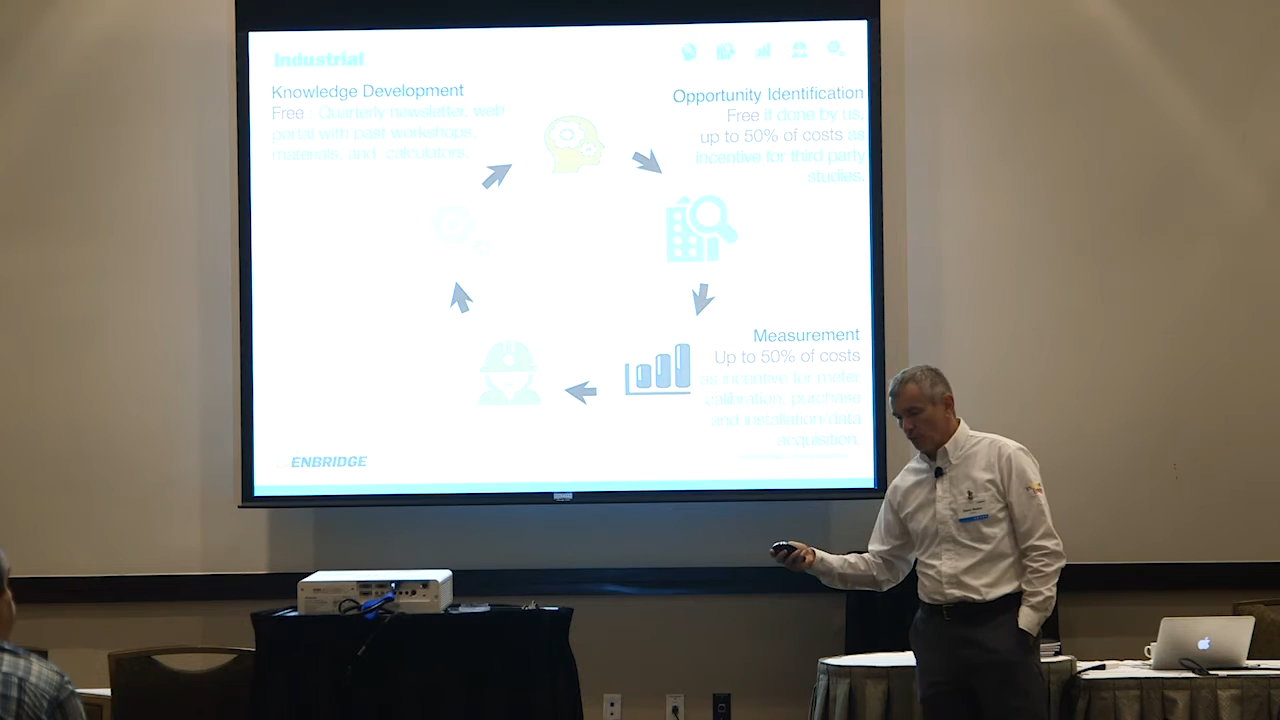 Industrial
Knowledge Development
Free : Quarterly newsletter, web
portal with past workshops,
materials, and calculators.
Opportunity Identification
Free if done by us,
up to 50% of costs as
incentive for third party
studies.
Measurement
Up to 50% of costs
as incentive for meter
calibration, purchase
and installation/data
acquisition.
ENBRIDGE